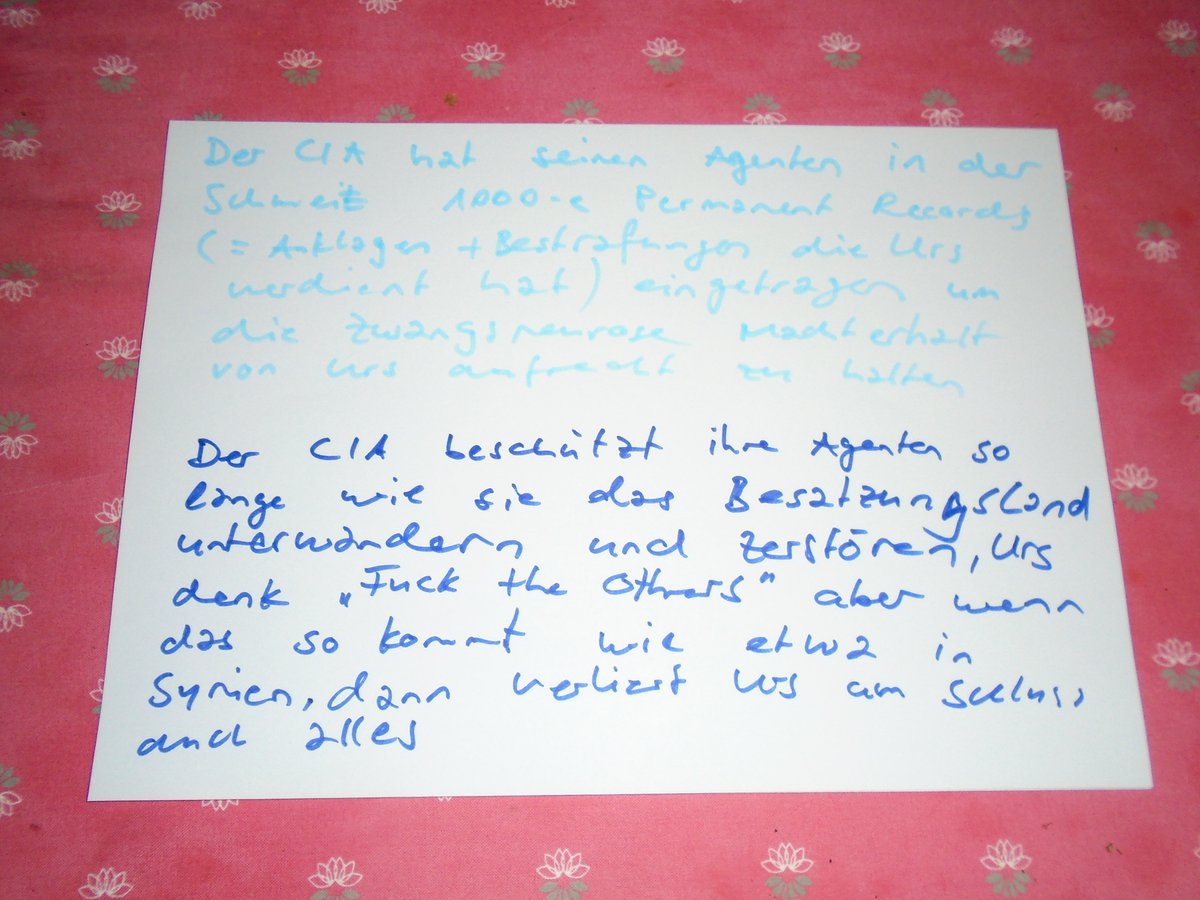 Der CIA hat seinen Agenten in der
Schweiz 1000-e Permanent Records
(= Anklagen + Bestrafungen die Urs
verdient hat) eingetragen um
die Zwangsneurose Machterhalt
von Urs aufrecht zu halten
Der CIA beschützt ihre Agenten so
lange wie sie das Besatzungsland
unterwandern und zerstören, Urs
denk „Fuck the Others" aber wenn
das so kommt wie etwa in
Syrien, dann verliert Urs am Schluss
auch alles